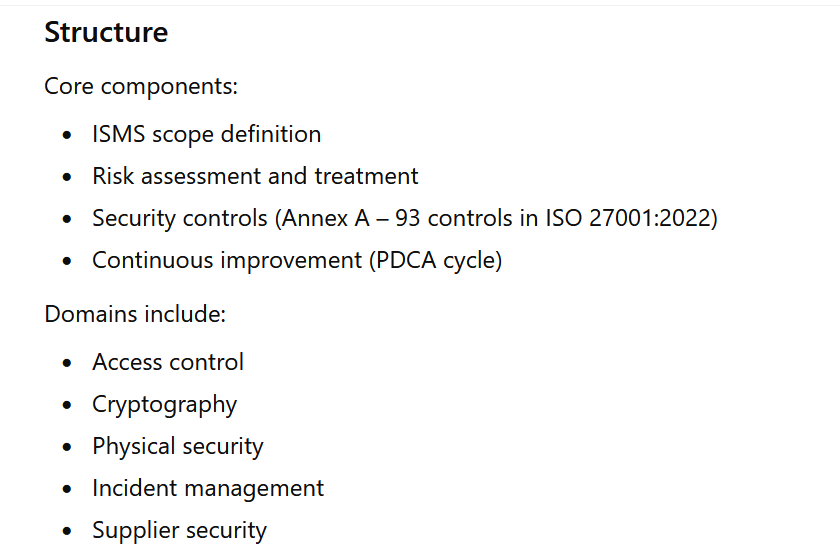 Structure
Core components:
• ISMS scope definition
• Risk assessment and treatment
• Security controls (Annex A – 93 controls in ISO 27001:2022)
• Continuous improvement (PDCA cycle)
Domains include:
• Access control
• Cryptography
• Physical security
• Incident management
• Supplier security